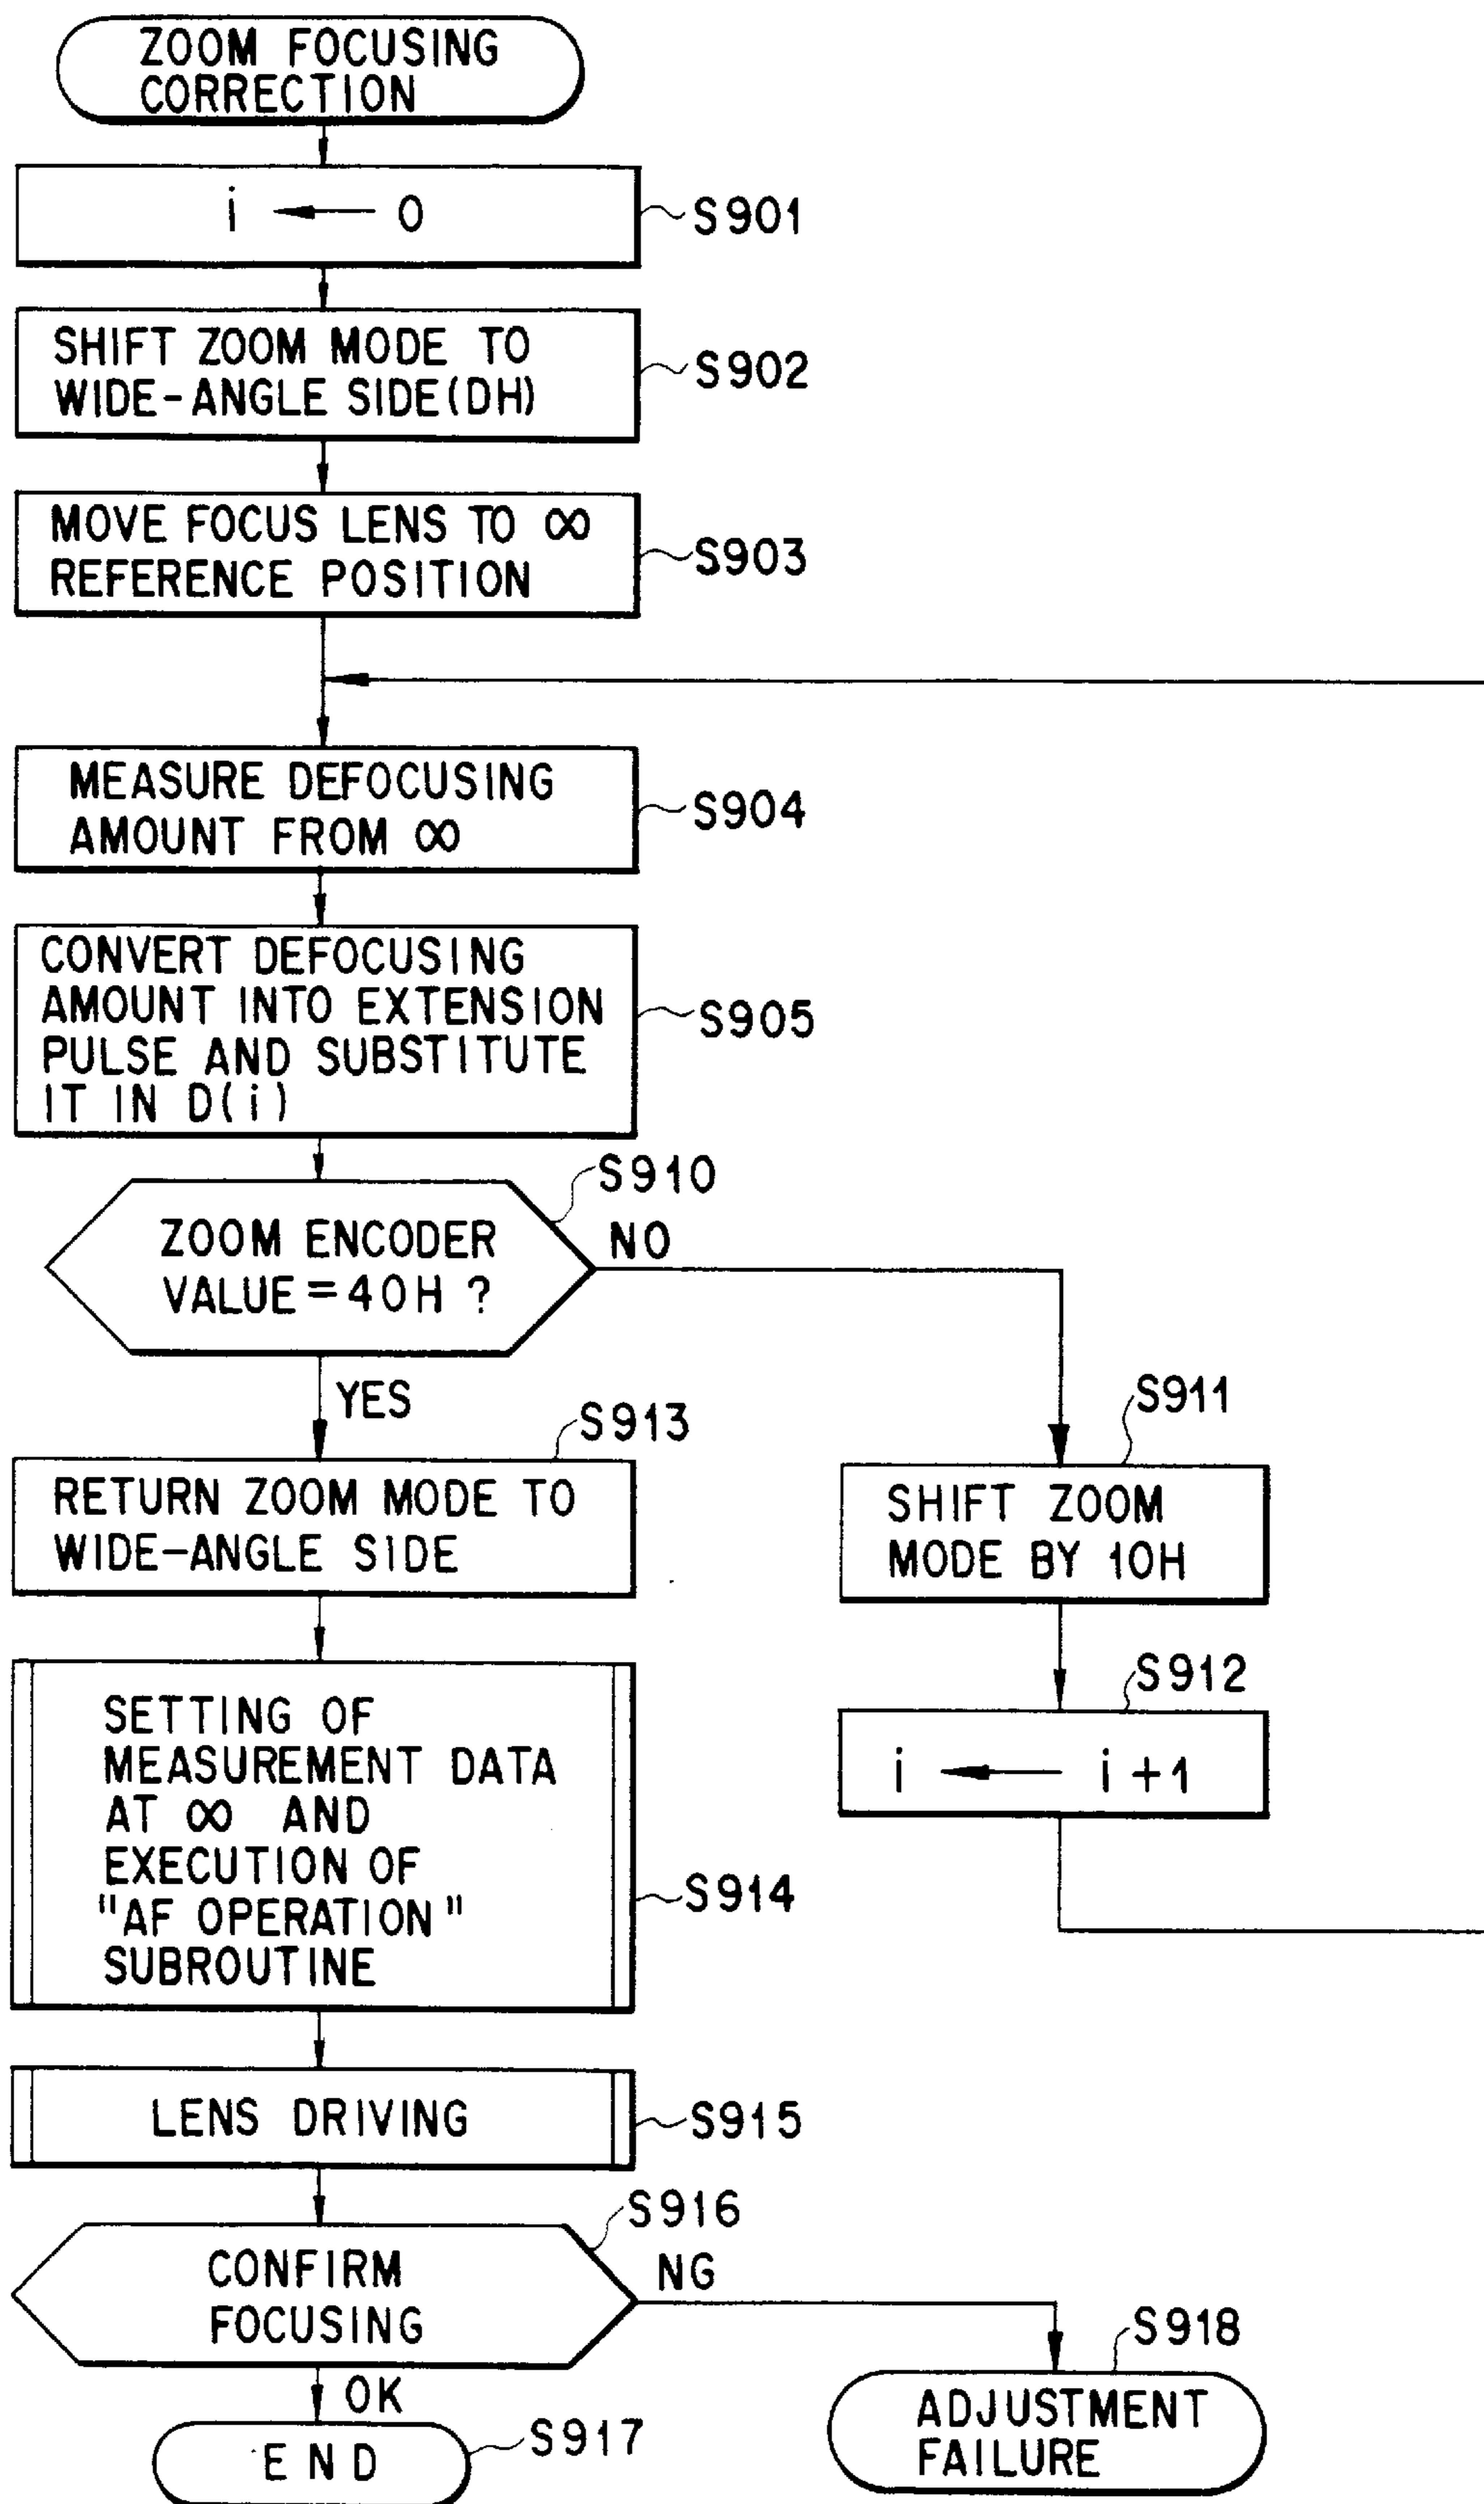 ZOOM FOCUSING
CORRECTION
i ← 0
S901
SHIFT ZOOM MODE TO
WIDE-ANGLE SIDE(DH)
S902
MOVE FOCUS LENS TO ∞
REFERENCE POSITION
S903
MEASURE DEFOCUSING
AMOUNT FROM ∞
S904
CONVERT DEFOCUSING
AMOUNT INTO EXTENSION
PULSE AND SUBSTITUTE
IT IN D(i)
S905
S910
ZOOM ENCODER
VALUE=40H ?
NO
YES
S911
SHIFT ZOOM
MODE BY 10H
S912
i ← i+1
S913
RETURN ZOOM MODE TO
WIDE-ANGLE SIDE
SETTING OF
MEASUREMENT DATA
AT ∞ AND
EXECUTION OF
"AF OPERATION"
SUBROUTINE
S914
LENS DRIVING
S915
S916
CONFIRM
FOCUSING
NG
OK
S917
END
S918
ADJUSTMENT
FAILURE